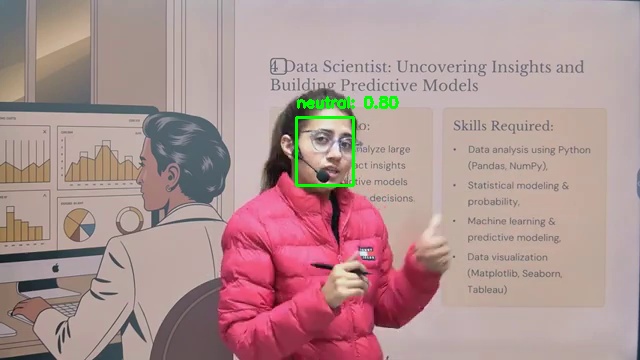 4 Data Scientist: Uncovering Insights and
Building Predictive Models
neutral: 0.80
nalyze large
act insights
tive models
decisions.
Skills Required:
• Data analysis using Python
(Pandas, NumPy),
• Statistical modeling &
probability,
• Machine learning &
predictive modeling,
• Data visualization
(Matplotlib, Seaborn,
Tableau)